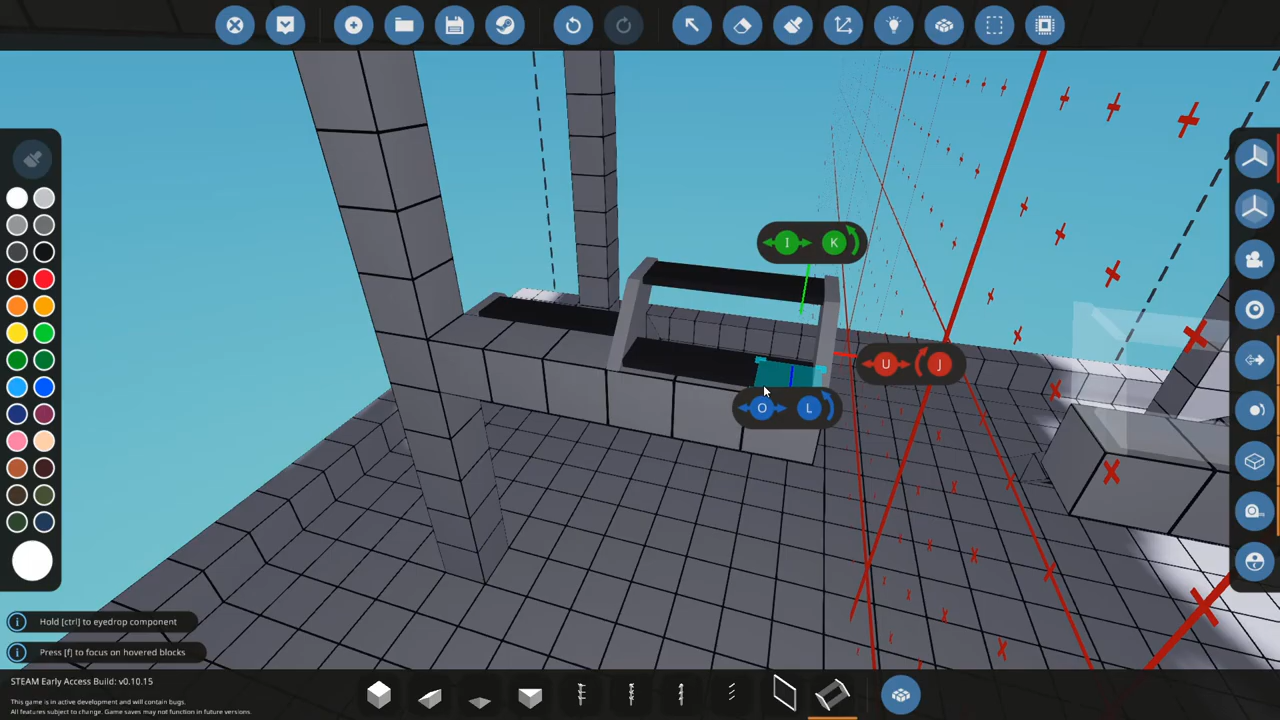 I K
U J
O L
Hold [ctrl] to eyedrop component
Press [f] to focus on hovered blocks
STEAM Early Access Build: v0.10.15
This game is in active development and will contain bugs.
All features subject to change. Game saves may not function in future versions.